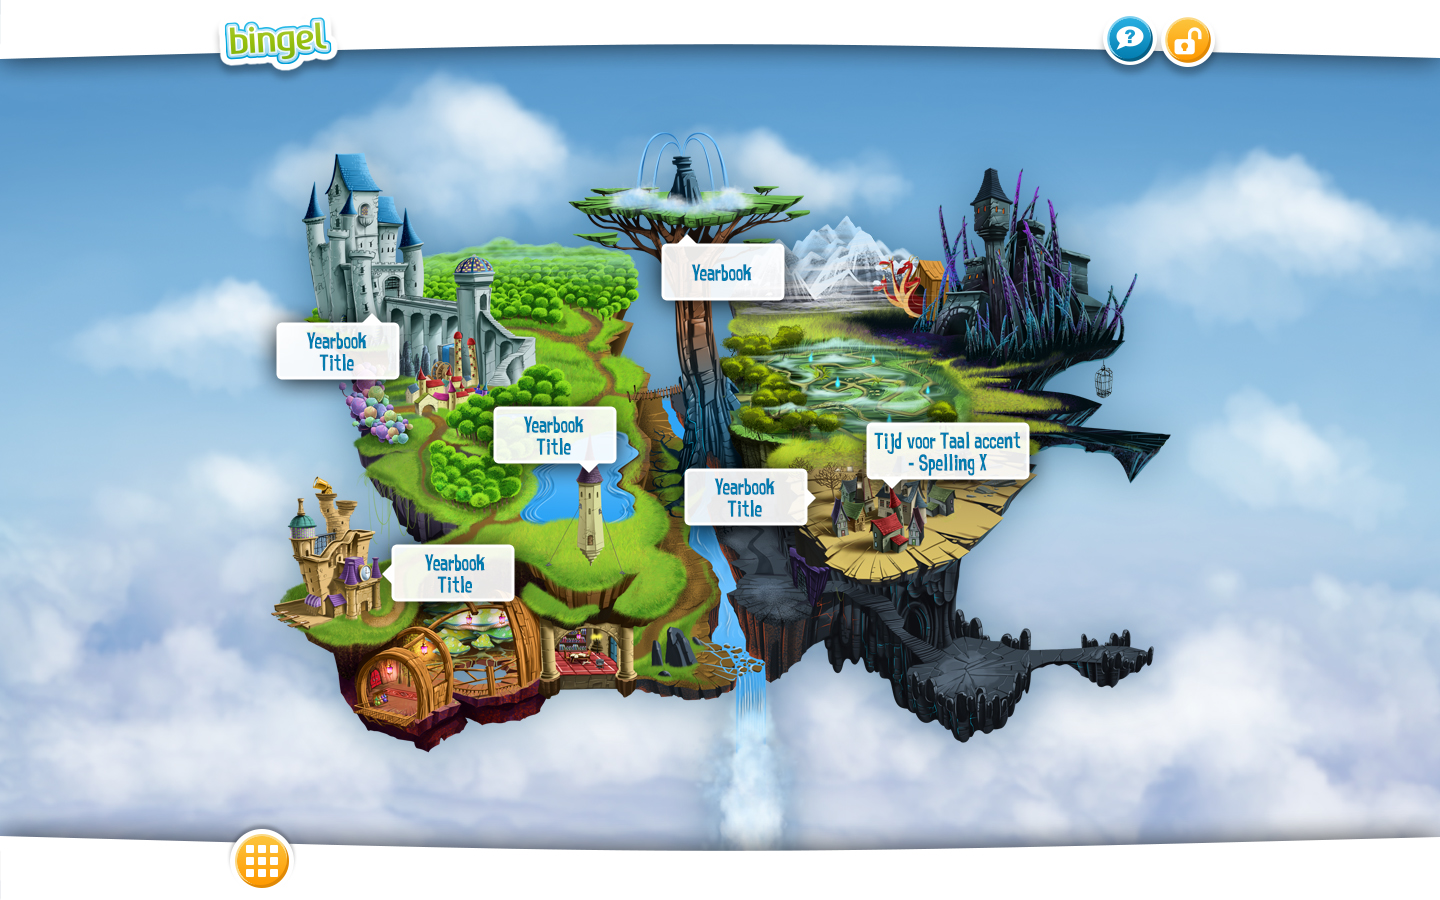 bingel
?
Yearbook
Yearbook
Title
Yearbook
Title
Tijd voor Taal accent
- Spelling X
Yearbook
Title
Yearbook
Title